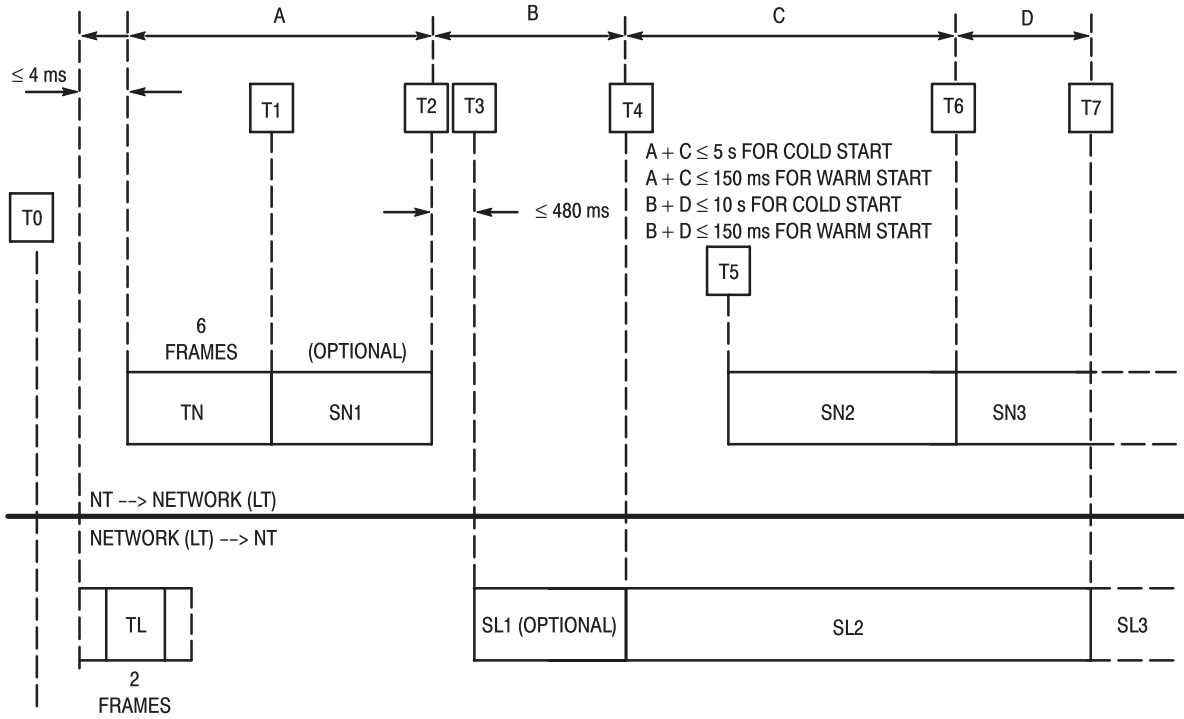 A
B
C
D
≤ 4 ms
T1
T2
T3
T4
T6
T7
A + C ≤ 5 s FOR COLD START
A + C ≤ 150 ms FOR WARM START
B + D ≤ 10 s FOR COLD START
B + D ≤ 150 ms FOR WARM START
T0
≤ 480 ms
T5
6
FRAMES
(OPTIONAL)
TN
SN1
SN2
SN3
NT --> NETWORK (LT)
NETWORK (LT) --> NT
TL
SL1 (OPTIONAL)
SL2
SL3
2
FRAMES